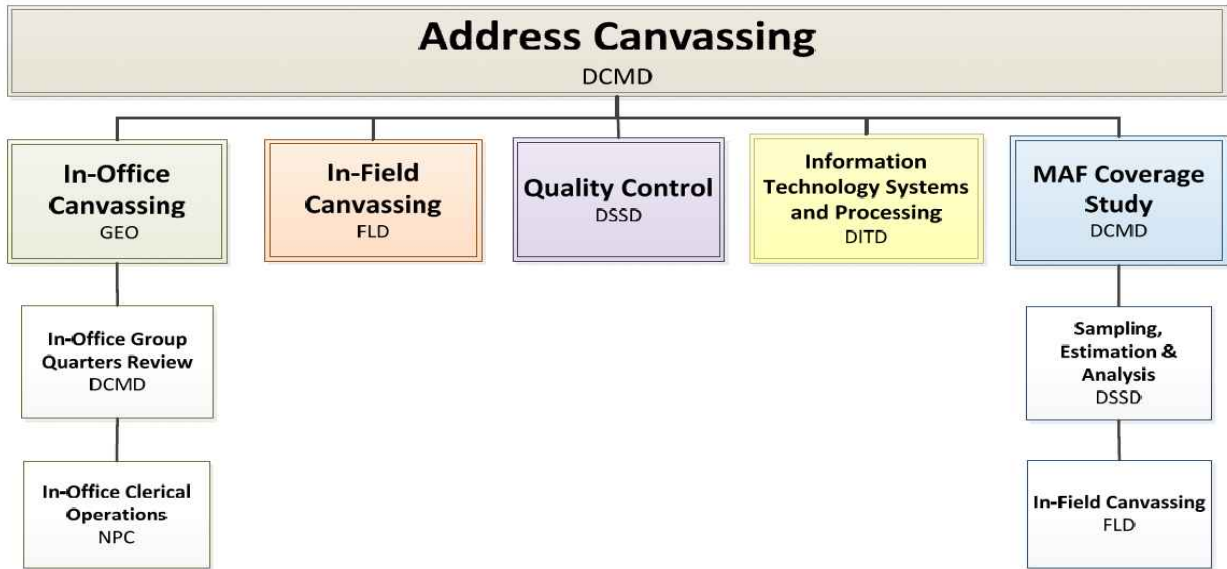 Address Canvassing
DCMD
In-Office
Canvassing
GEO
In-Field
Canvassing
FLD
Quality Control
DSSD
Information
Technology Systems
and Processing
DITD
MAF Coverage
Study
DCMD
In-Office Group
Quarters Review
DCMD
Sampling,
Estimation &
Analysis
DSSD
In-Office Clerical
Operations
NPC
In-Field Canvassing
FLD